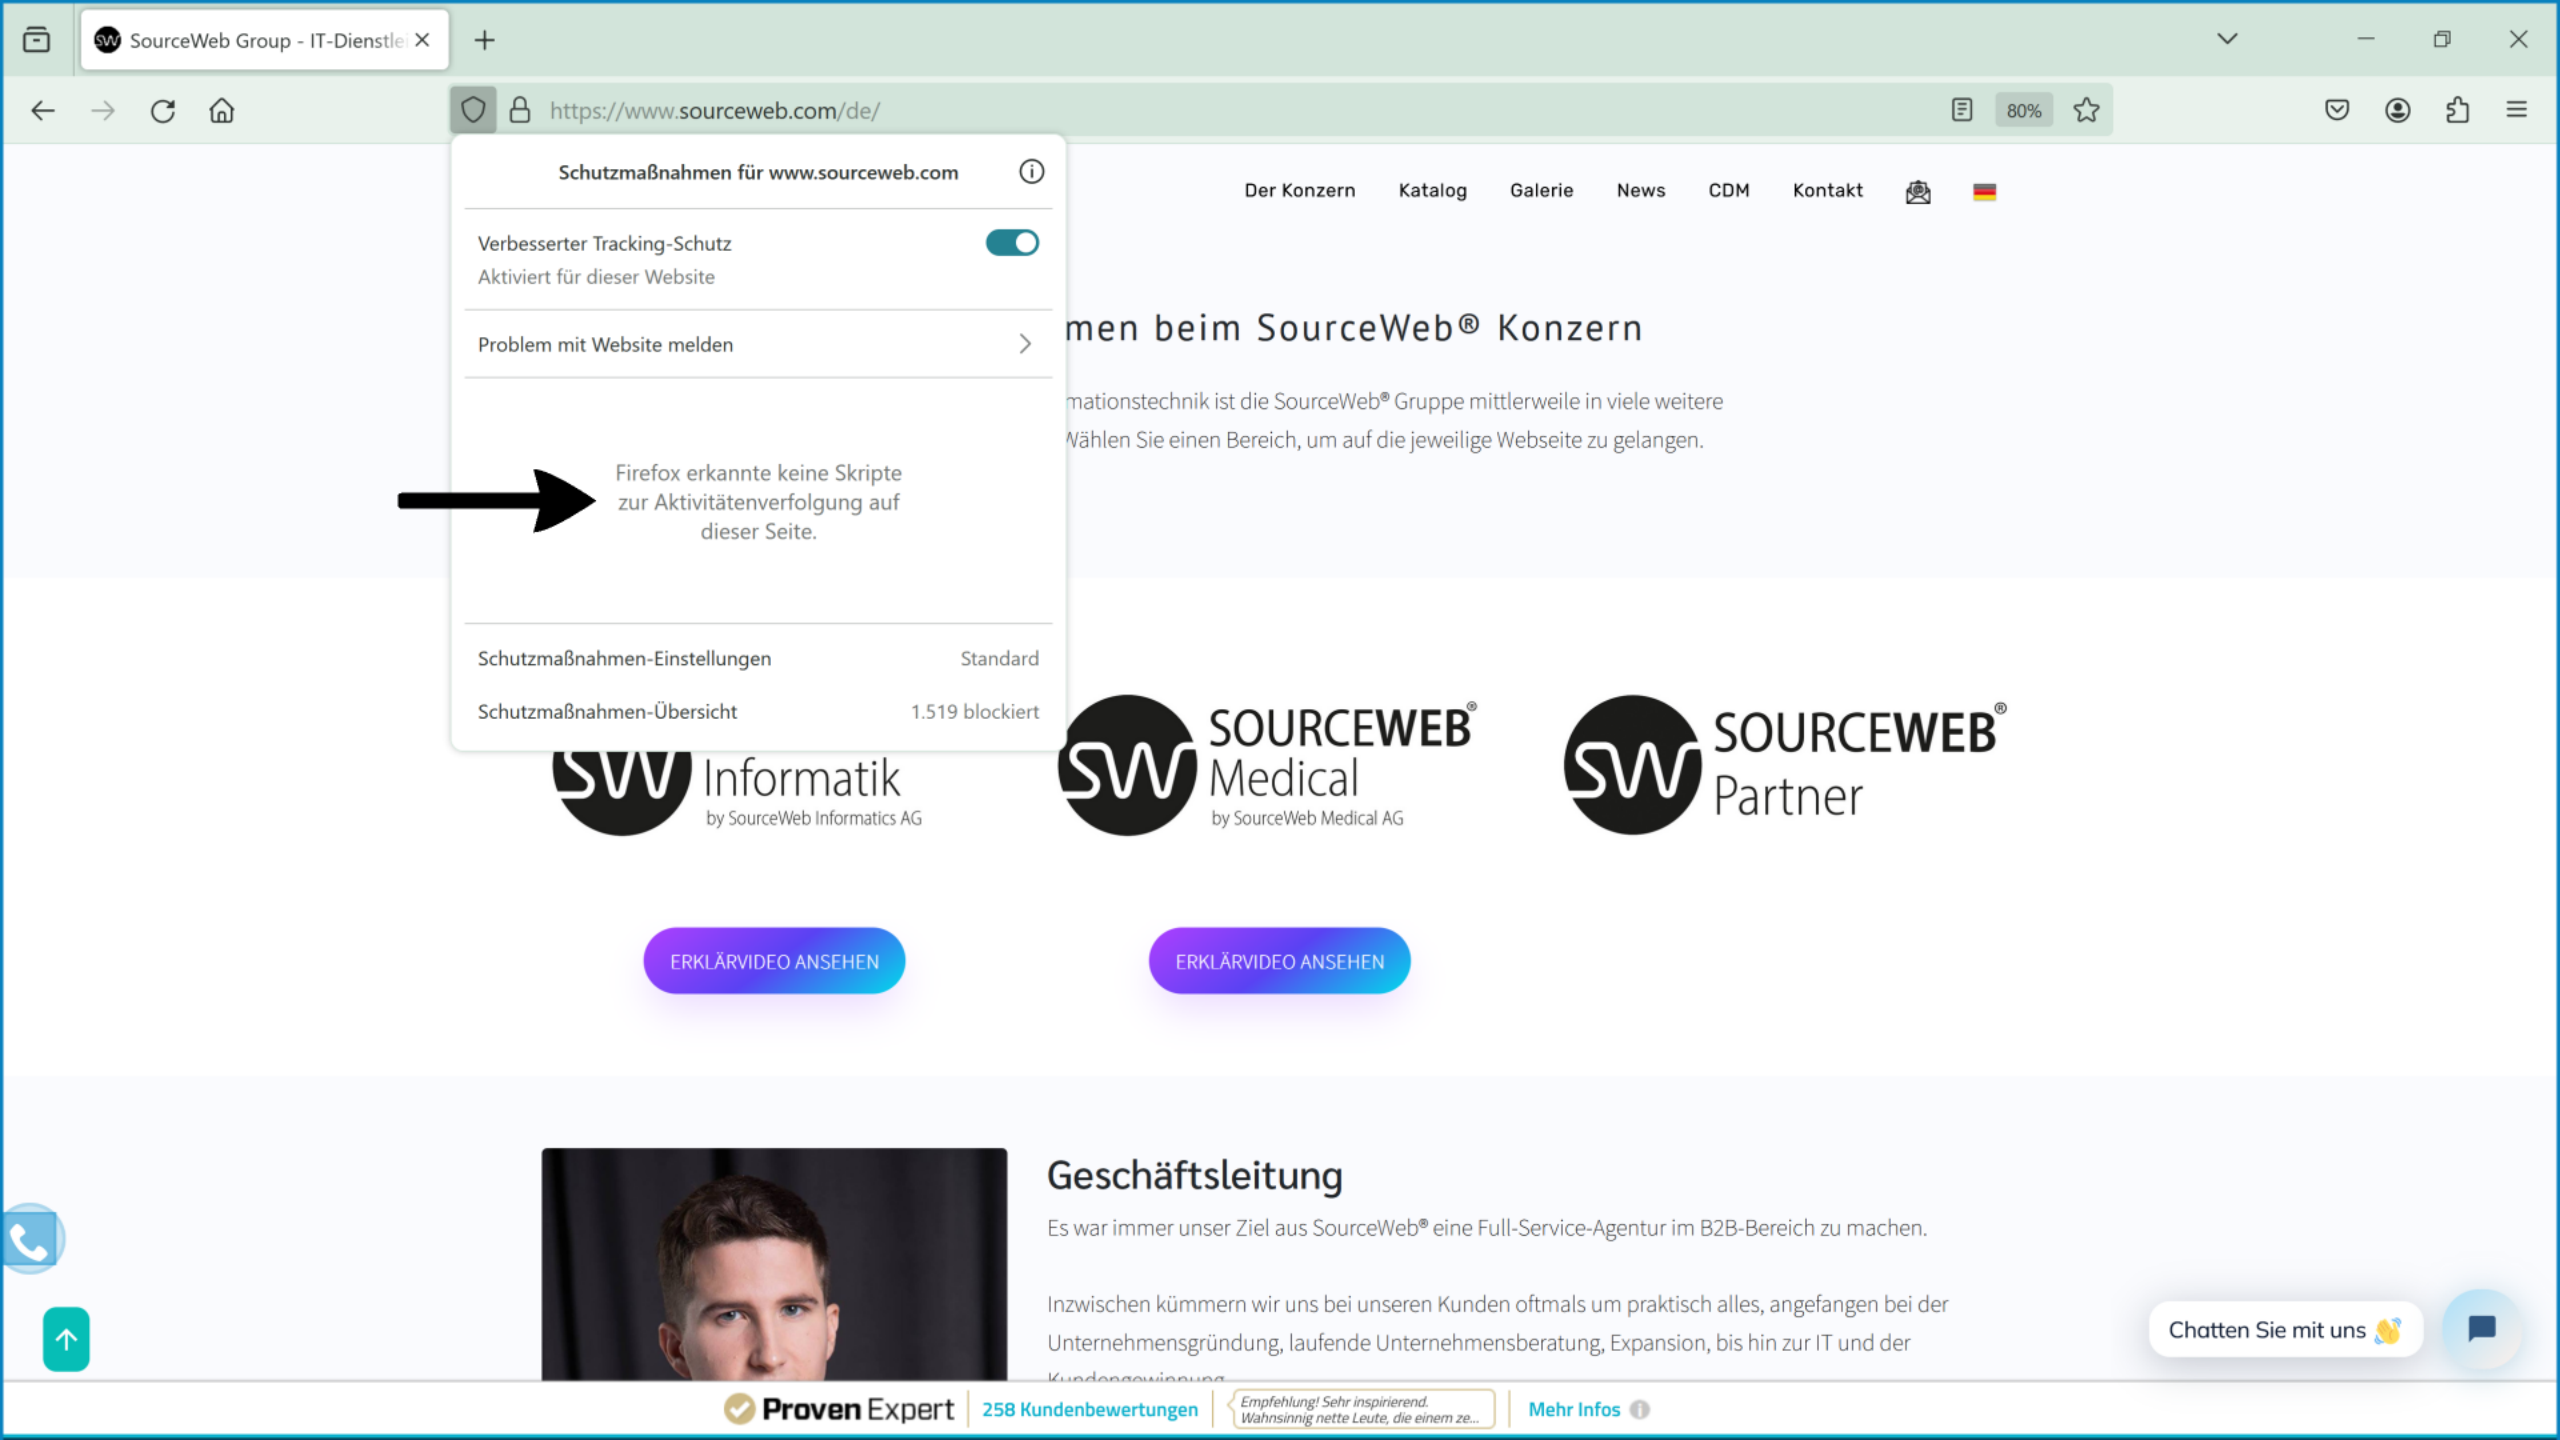 SourceWeb Group - IT-Dienstlei
https://www.sourceweb.com/de/
80%
Schutzmaßnahmen für www.sourceweb.com
Verbesserter Tracking-Schutz
Aktiviert für dieser Website
Problem mit Website melden
Firefox erkannte keine Skripte
zur Aktivitätenverfolgung auf
dieser Seite.
Schutzmaßnahmen-Einstellungen Standard
Schutzmaßnahmen-Übersicht 1.519 blockiert
Der Konzern Katalog Galerie News CDM Kontakt
men beim SourceWeb® Konzern
mationstechnik ist die SourceWeb® Gruppe mittlerweile in viele weitere
Wählen Sie einen Bereich, um auf die jeweilige Webseite zu gelangen.
SW
Informatik
by SourceWeb Informatics AG
SW
SOURCEWEB®
Medical
by SourceWeb Medical AG
SW
SOURCEWEB®
Partner
ERKLÄRVIDEO ANSEHEN
ERKLÄRVIDEO ANSEHEN
Geschäftsleitung
Es war immer unser Ziel aus SourceWeb® eine Full-Service-Agentur im B2B-Bereich zu machen.
Inzwischen kümmern wir uns bei unseren Kunden oftmals um praktisch alles, angefangen bei der
Unternehmensgründung, laufende Unternehmensberatung, Expansion, bis hin zur IT und der
Kundengewinnung
Chatten Sie mit uns 👋
Proven Expert
258 Kundenbewertungen
Empfehlung! Sehr inspirierend.
Wahnsinnig nette Leute, die einem ze...
Mehr Infos